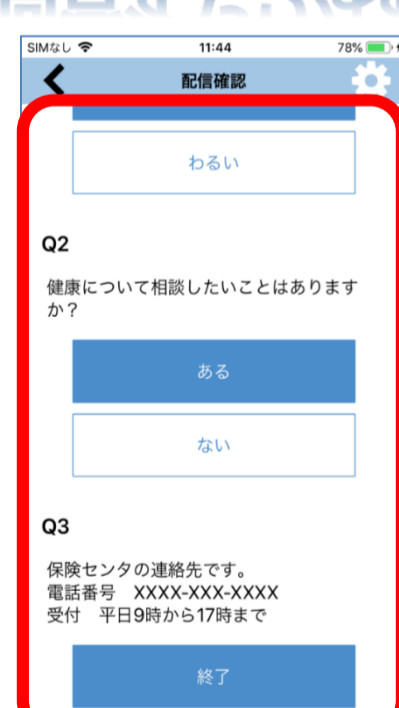 SIMなし 11:44 78%
配信確認
わるい
Q2
健康について相談したいことはあります
か？
ある
ない
Q3
保険センタの連絡先です。
電話番号　XXXX-XXX-XXXX
受付　平日9時から17時まで
終了